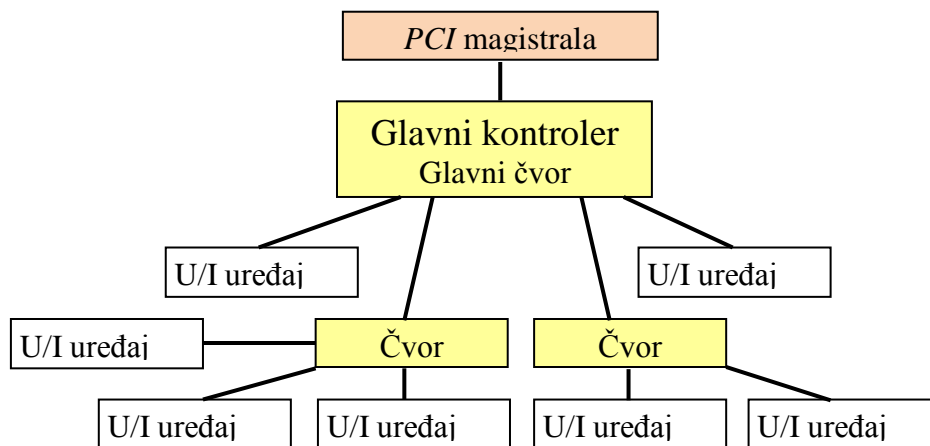 PCI magistrala
Glavni kontroler
Glavni čvor
U/I uređaj
U/I uređaj
U/I uređaj
Čvor
Čvor
U/I uređaj
U/I uređaj
U/I uređaj
U/I uređaj